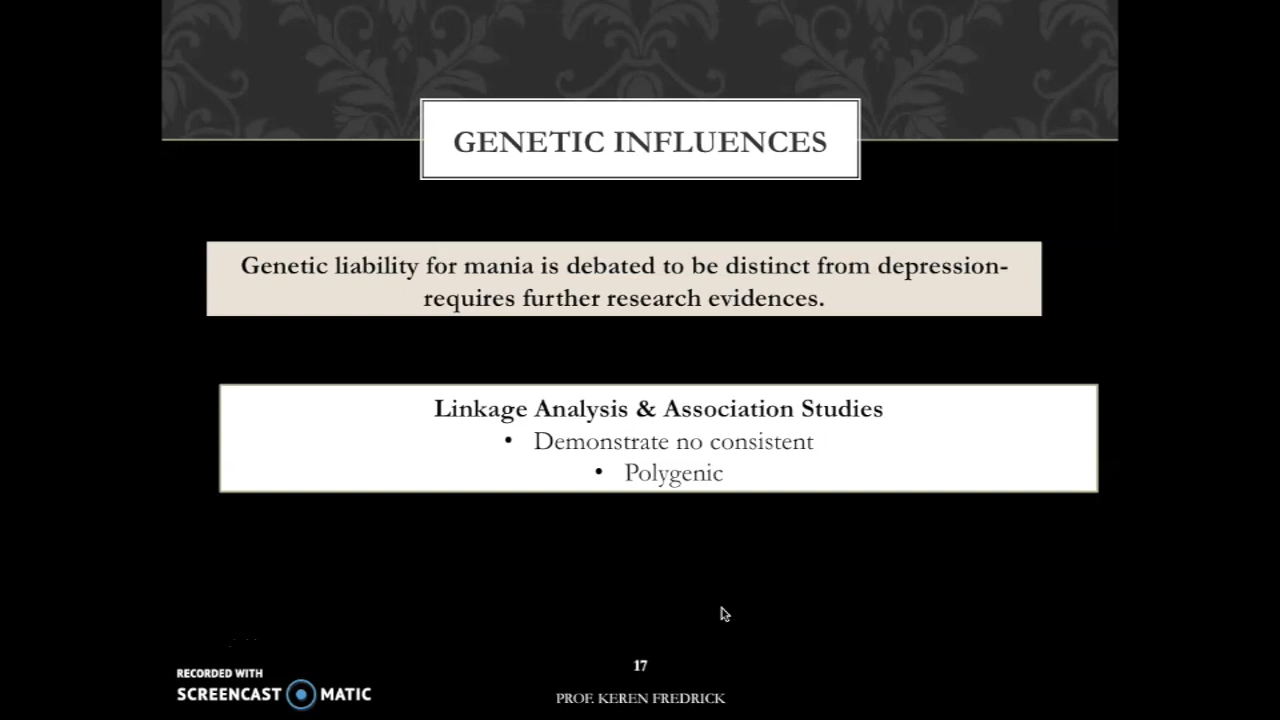 GENETIC INFLUENCES
Genetic liability for mania is debated to be distinct from depression-
requires further research evidences.
Linkage Analysis & Association Studies
• Demonstrate no consistent
• Polygenic
17
RECORDED WITH
SCREENCAST MATIC
PROF. KEREN FREDRICK